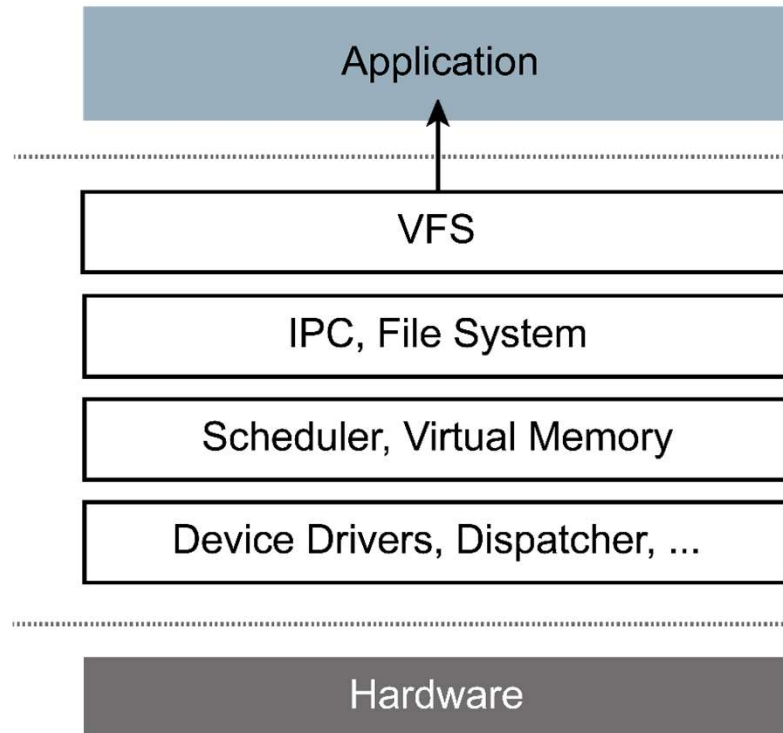 Application
VFS
IPC, File System
Scheduler, Virtual Memory
Device Drivers, Dispatcher, ...
Hardware